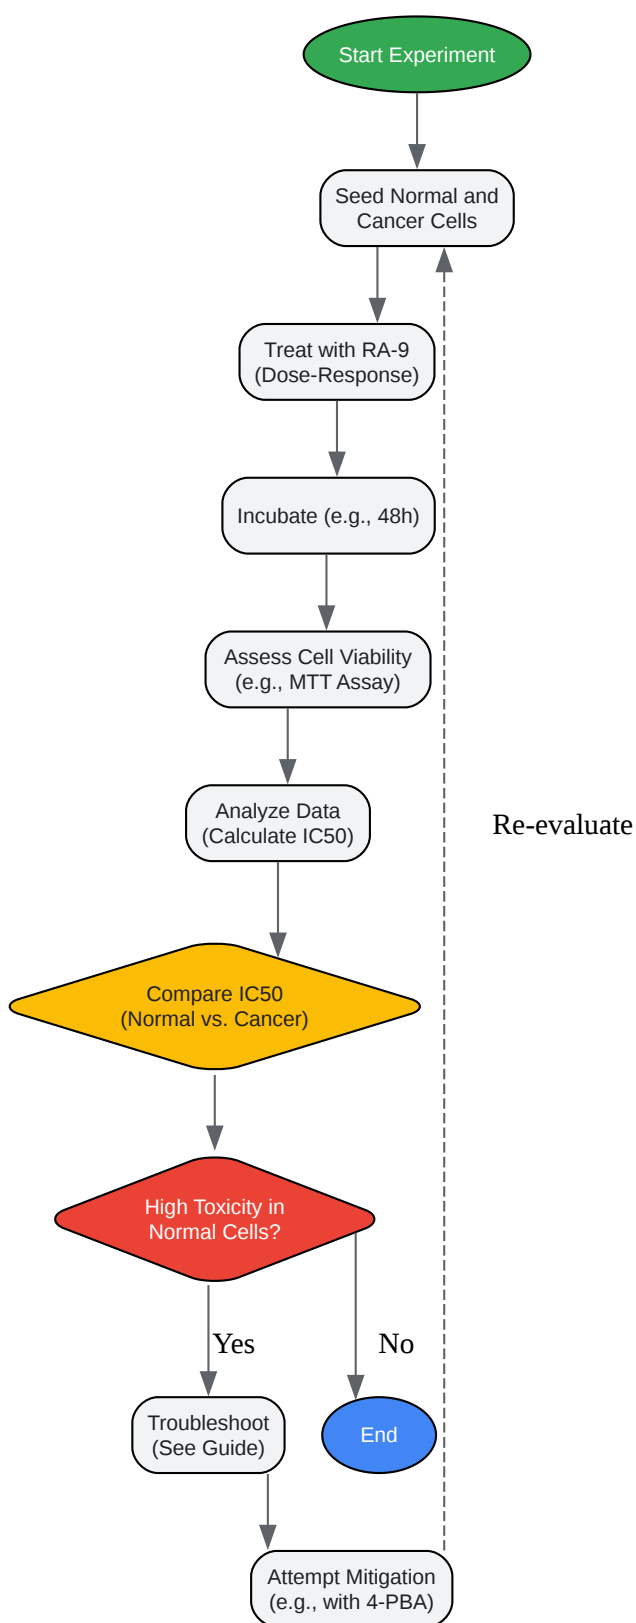 Start Experiment
Seed Normal and
Cancer Cells
Treat with RA-9
(Dose-Response)
Incubate (e.g., 48h)
Assess Cell Viability
(e.g., MTT Assay)
Analyze Data
(Calculate IC50)
Re-evaluate
Compare IC50
(Normal vs. Cancer)
High Toxicity in
Normal Cells?
Yes
No
Troubleshoot
(See Guide)
End
Attempt Mitigation
(e.g., with 4-PBA)